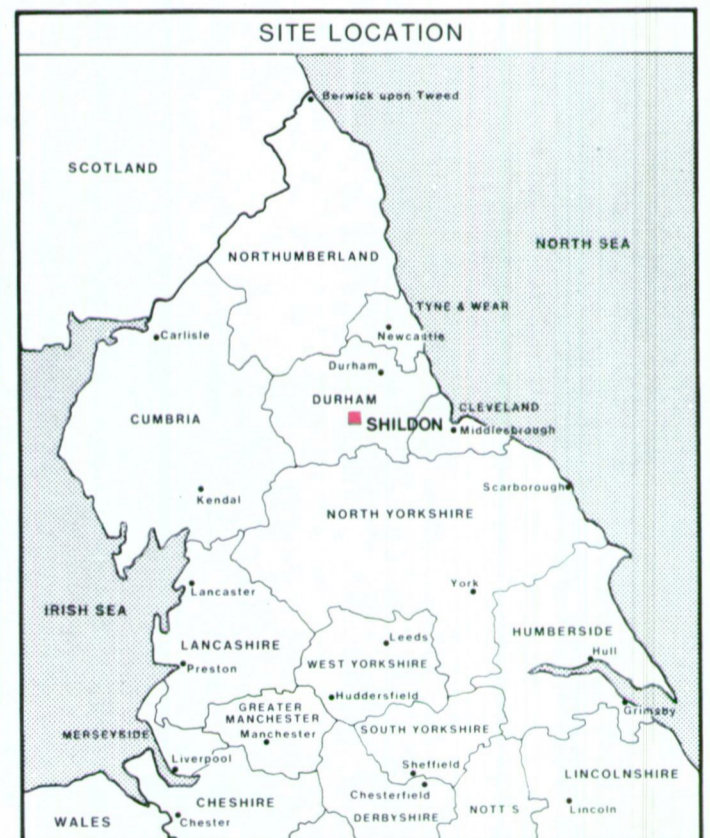 SITE LOCATION
Berwick upon Tweed
SCOTLAND
NORTH SEA
NORTHUMBERLAND
TYNE & WEAR
Carlisle
Newcastle
Durham
DURHAM
CLEVELAND
CUMBRIA
SHILDON
Middlesbrough
Kendal
Scarborough
NORTH YORKSHIRE
York
Lancaster
IRISH SEA
HUMBERSIDE
Leeds
LANCASHIRE
Hull
WEST YORKSHIRE
Preston
Huddersfield
GREATER
MANCHESTER
Grimsby
SOUTH YORKSHIRE
MERSEYSIDE
Manchester
Liverpool
Sheffield
LINCOLNSHIRE
Chesterfield
CHESHIRE
NOTT S
Lincoln
WALES
Chester
DERBYSHIRE